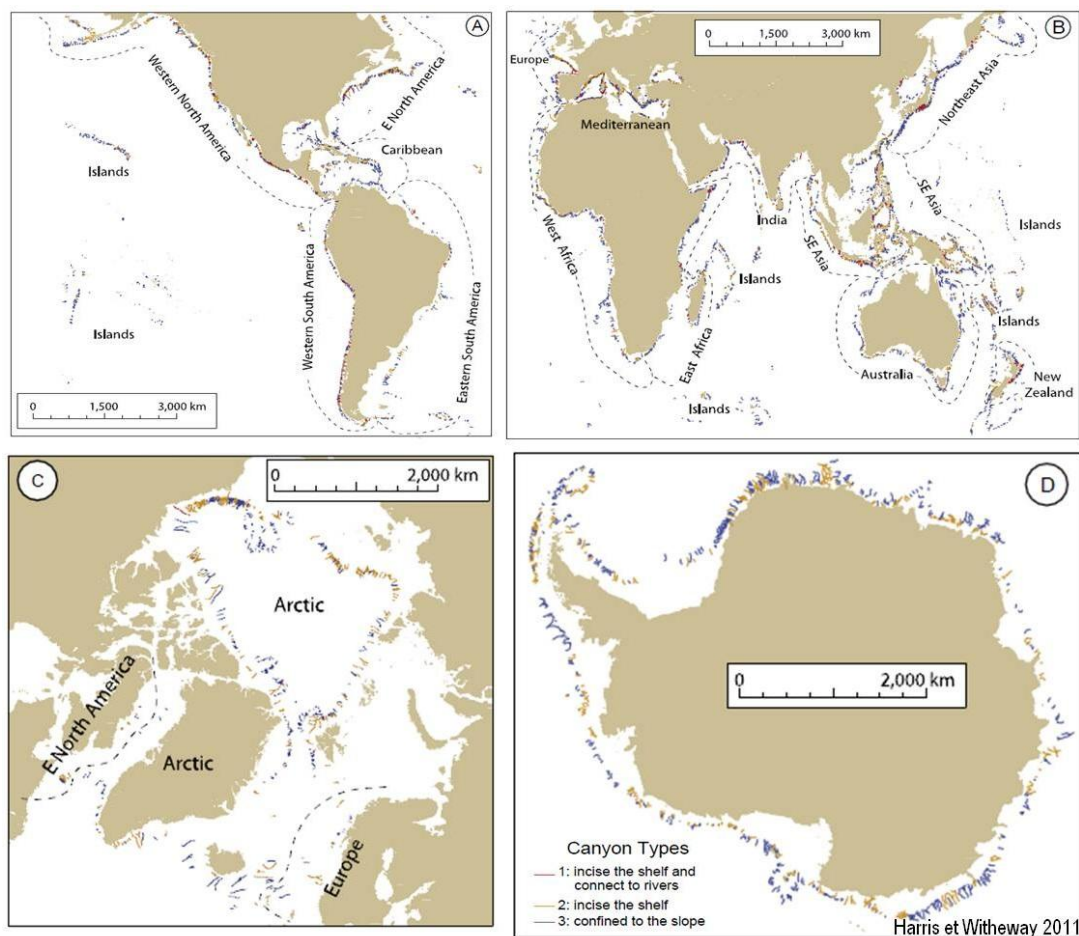 A
Western North America
E North America
Caribbean
Islands
Islands
Western South America
Eastern South America
0 1,500 3,000 km
B
0 1,500 3,000 km
Europe
Mediterranean
Northeast Asia
West Africa
India
SE Asia
SE Asia
Islands
Islands
East Africa
Islands
Australia
Islands
New
Zealand
C
0 2,000 km
Arctic
E North America
Arctic
Europe
D
0 2,000 km
Canyon Types
1: incise the shelf and
connect to rivers
2: incise the shelf
3: confined to the slope
Harris et Witheway 2011